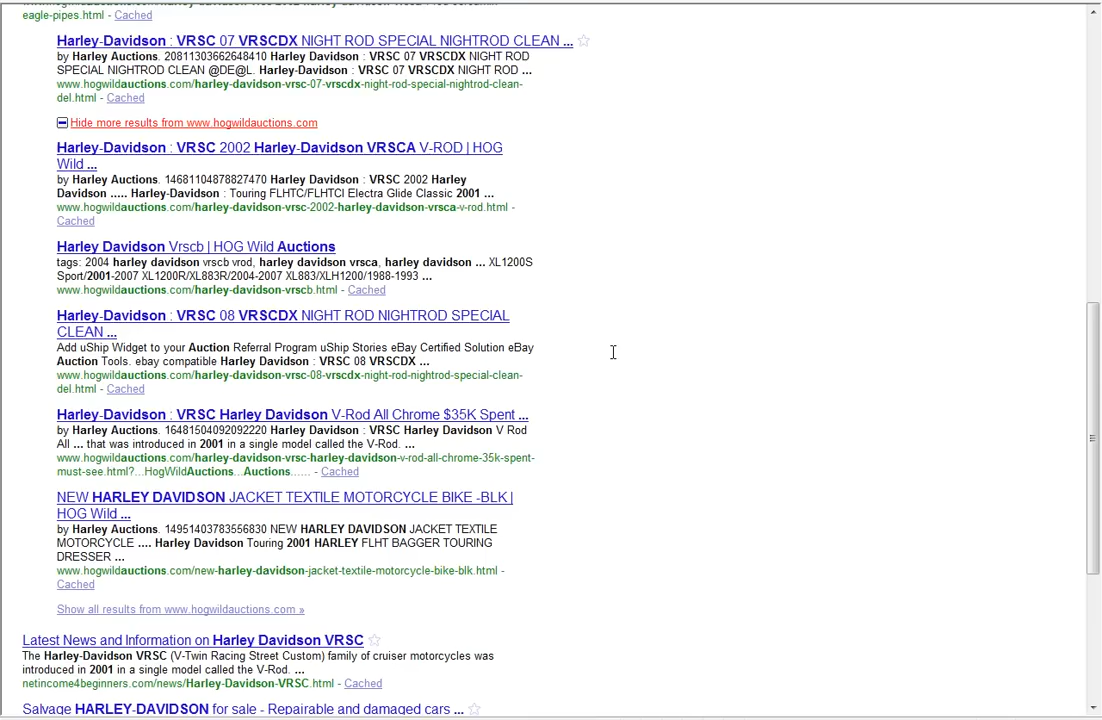 eagle-pipes.html - Cached
Harley-Davidson : VRSC 07 VRSCDX NIGHT ROD SPECIAL NIGHTROD CLEAN ...
by Harley Auctions. 20811303662648410 Harley Davidson : VRSC 07 VRSCDX NIGHT ROD
SPECIAL NIGHTROD CLEAN @DE@L. Harley-Davidson : VRSC 07 VRSCDX NIGHT ROD ...
www.hogwildauctions.com/harley-davidson-vrsc-07-vrscdx-night-rod-special-nightrod-clean-
del.html - Cached
Hide more results from www.hogwildauctions.com
Harley-Davidson : VRSC 2002 Harley-Davidson VRSCA V-ROD | HOG
Wild ...
by Harley Auctions. 14681104878827470 Harley Davidson : VRSC 2002 Harley
Davidson ..... Harley-Davidson : Touring FLHTC/FLHTCI Electra Glide Classic 2001 ...
www.hogwildauctions.com/harley-davidson-vrsc-2002-harley-davidson-vrsca-v-rod.html -
Cached
Harley Davidson Vrscb | HOG Wild Auctions
tags: 2004 harley davidson vrscb vrod, harley davidson vrsca, harley davidson ... XL1200S
Sport/2001-2007 XL1200R/XL883R/2004-2007 XL883/XLH1200/1988-1993 ...
www.hogwildauctions.com/harley-davidson-vrscb.html - Cached
Harley-Davidson : VRSC 08 VRSCDX NIGHT ROD NIGHTROD SPECIAL
CLEAN ...
Add uShip Widget to your Auction Referral Program uShip Stories eBay Certified Solution eBay
Auction Tools. ebay compatible Harley Davidson : VRSC 08 VRSCDX ...
www.hogwildauctions.com/harley-davidson-vrsc-08-vrscdx-night-rod-nightrod-special-clean-
del.html - Cached
Harley-Davidson : VRSC Harley Davidson V-Rod All Chrome $35K Spent ...
by Harley Auctions. 16481504092092220 Harley Davidson : VRSC Harley Davidson V Rod
All ... that was introduced in 2001 in a single model called the V-Rod. ...
www.hogwildauctions.com/harley-davidson-vrsc-harley-davidson-v-rod-all-chrome-35k-spent-
must-see.html?...HogWildAuctions...Auctions...... - Cached
NEW HARLEY DAVIDSON JACKET TEXTILE MOTORCYCLE BIKE -BLK |
HOG Wild ...
by Harley Auctions. 14951403783556830 NEW HARLEY DAVIDSON JACKET TEXTILE
MOTORCYCLE .... Harley Davidson Touring 2001 HARLEY FLHT BAGGER TOURING
DRESSER ...
www.hogwildauctions.com/new-harley-davidson-jacket-textile-motorcycle-bike-blk.html -
Cached
Show all results from www.hogwildauctions.com »
Latest News and Information on Harley Davidson VRSC
The Harley-Davidson VRSC (V-Twin Racing Street Custom) family of cruiser motorcycles was
introduced in 2001 in a single model called the V-Rod. ...
netincome4beginners.com/news/Harley-Davidson-VRSC.html - Cached
Salvage HARLEY-DAVIDSON for sale - Repairable and damaged cars ...